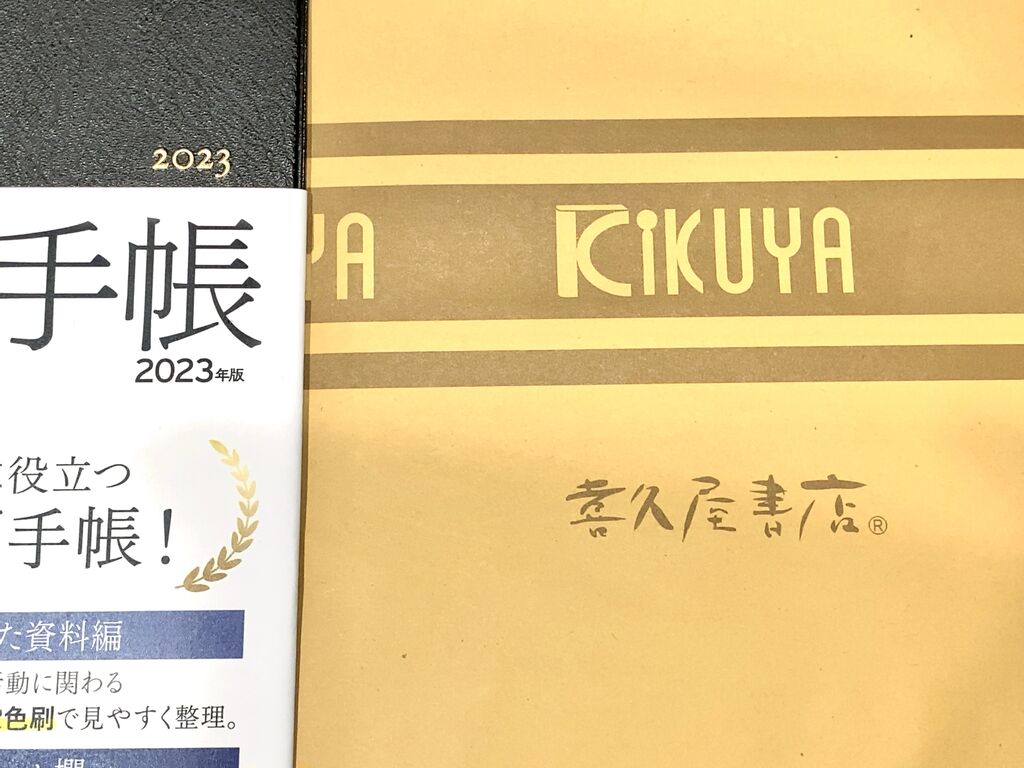 2023
手帳
2023年版
役立つ
手帳！
た資料編
動に関わる
色刷で見やすく整理。
欄
YA
KiKUYA
喜久屋書店®